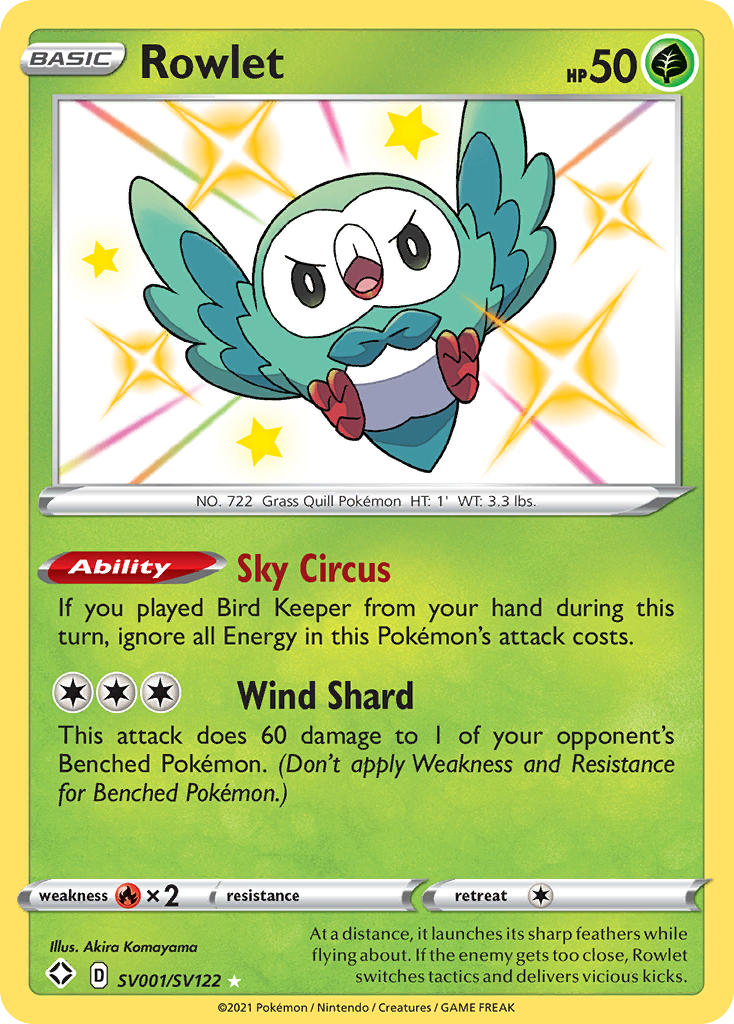 BASIC Rowlet HP50
NO. 722 Grass Quill Pokémon HT: 1' WT: 3.3 lbs.
Ability Sky Circus
If you played Bird Keeper from your hand during this
turn, ignore all Energy in this Pokémon's attack costs.
Wind Shard
This attack does 60 damage to 1 of your opponent's
Benched Pokémon. (Don't apply Weakness and Resistance
for Benched Pokémon.)
weakness ×2 resistance retreat
Illus. Akira Komayama
At a distance, it launches its sharp feathers while
flying about. If the enemy gets too close, Rowlet
switches tactics and delivers vicious kicks.
D SV001/SV122
©2021 Pokémon / Nintendo / Creatures / GAME FREAK